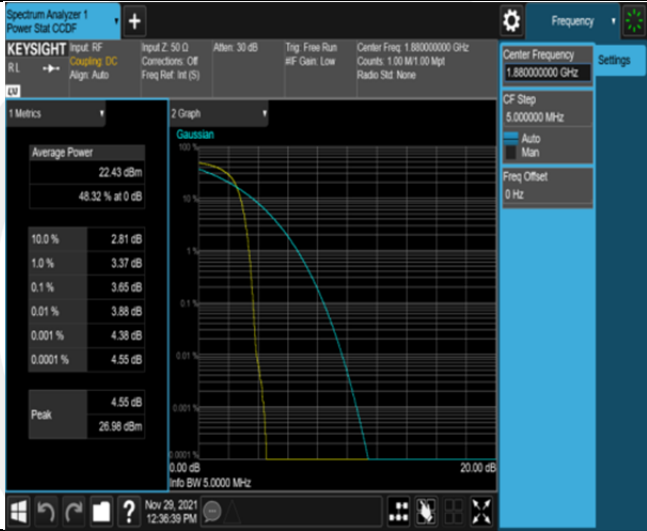 Spectrum Analyzer 1
Power Stat CCDF
Frequency
KEYSIGHT Input: RF
RL Coupling: DC
Align: Auto
LXI
Input Z: 50 Ω
Corrections: Off
Freq Ref: Int (S)
Atten: 30 dB
Trig: Free Run
#IF Gain: Low
Center Freq: 1.880000000 GHz
Counts: 1.00 M/1.00 Mpt
Radio Std: None
Center Frequency
1.880000000 GHz
Settings
CF Step
5.000000 MHz
Auto
Man
Freq Offset
0 Hz
1 Metrics
Average Power
22.43 dBm
48.32 % at 0 dB
10.0 % 2.81 dB
1.0 % 3.37 dB
0.1 % 3.65 dB
0.01 % 3.88 dB
0.001 % 4.38 dB
0.0001 % 4.55 dB
Peak 4.55 dB
26.98 dBm
2 Graph
Gaussian
100 %
10 %
1 %
0.1 %
0.01 %
0.001 %
0.0001 %
0.00 dB 20.00 dB
Info BW 5.0000 MHz
? Nov 29, 2021
12:36:39 PM